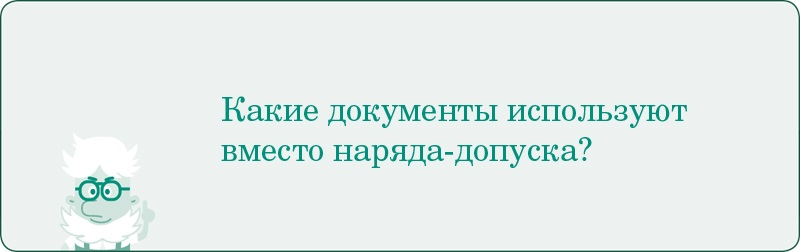 Какие документы используют
вместо наряда-допуска?